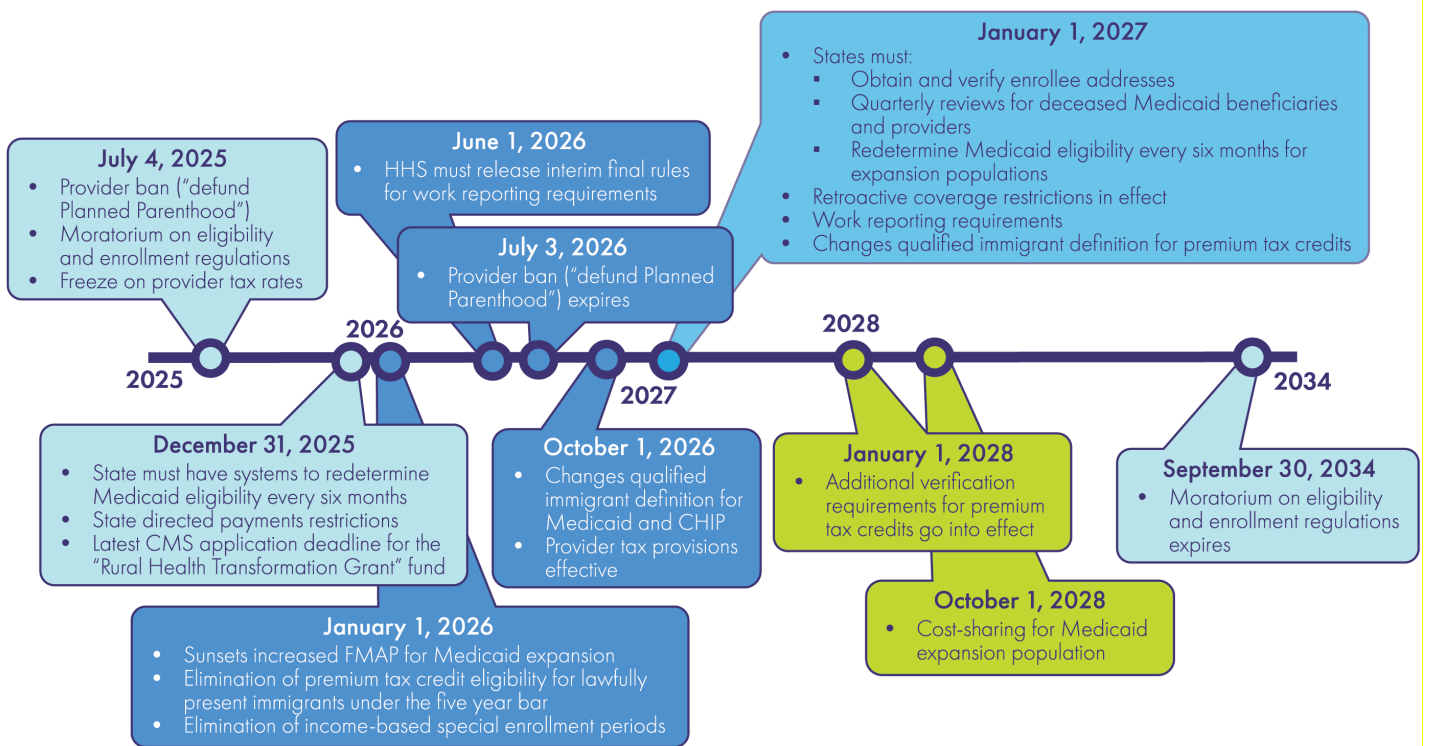 July 4, 2025
• Provider ban (“defund
Planned Parenthood”)
• Moratorium on eligibility
and enrollment regulations
• Freeze on provider tax rates
June 1, 2026
• HHS must release interim final rules
for work reporting requirements
July 3, 2026
• Provider ban (“defund Planned
Parenthood”) expires
January 1, 2027
• States must:
▪ Obtain and verify enrollee addresses
▪ Quarterly reviews for deceased Medicaid beneficiaries
and providers
▪ Redetermine Medicaid eligibility every six months for
expansion populations
• Retroactive coverage restrictions in effect
• Work reporting requirements
• Changes qualified immigrant definition for premium tax credits
2025
2026
2027
2028
2034
December 31, 2025
• State must have systems to redetermine
Medicaid eligibility every six months
• State directed payments restrictions
• Latest CMS application deadline for the
“Rural Health Transformation Grant” fund
January 1, 2026
• Sunsets increased FMAP for Medicaid expansion
• Elimination of premium tax credit eligibility for lawfully
present immigrants under the five year bar
• Elimination of income-based special enrollment periods
October 1, 2026
• Changes qualified
immigrant definition for
Medicaid and CHIP
• Provider tax provisions
effective
January 1, 2028
• Additional verification
requirements for premium
tax credits go into effect
October 1, 2028
• Cost-sharing for Medicaid
expansion population
September 30, 2034
• Moratorium on eligibility
and enrollment regulations
expires